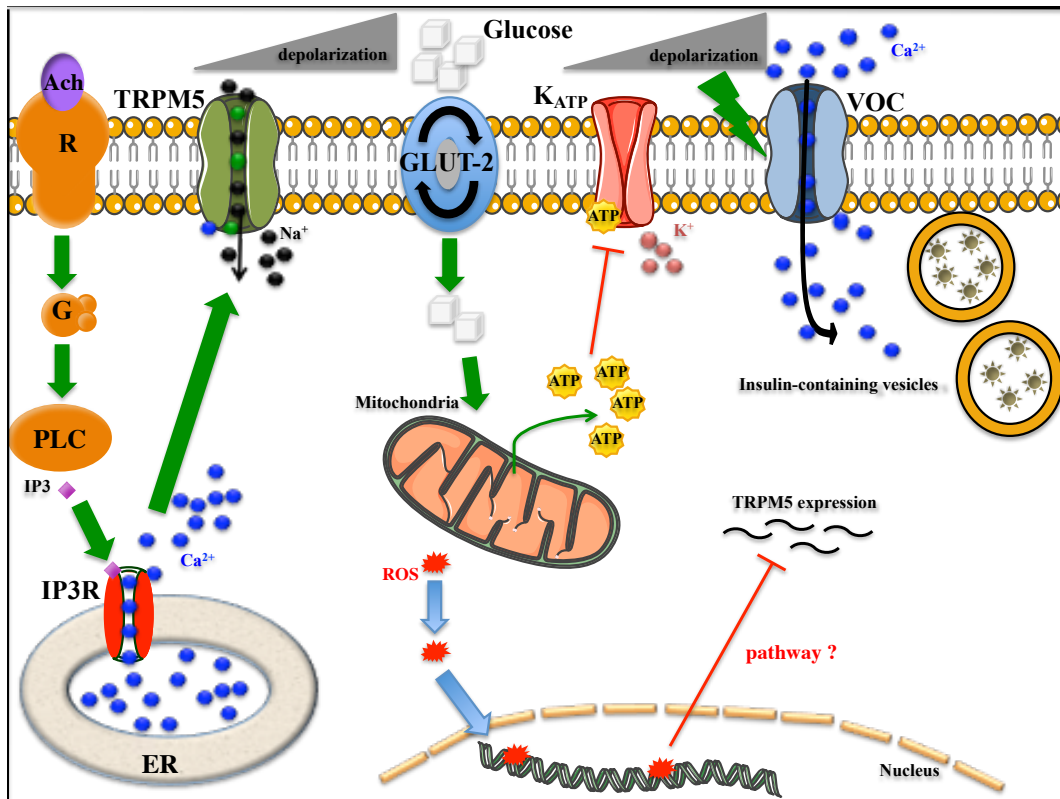 depolarization
Glucose
depolarization
Ca²⁺
Ach
TRPM5
K_ATP
VOC
R
GLUT-2
ATP
Na⁺
K⁺
G
ATP
ATP
ATP
ATP
Insulin-containing vesicles
Mitochondria
PLC
IP3
TRPM5 expression
Ca²⁺
ROS
IP3R
pathway ?
ER
Nucleus